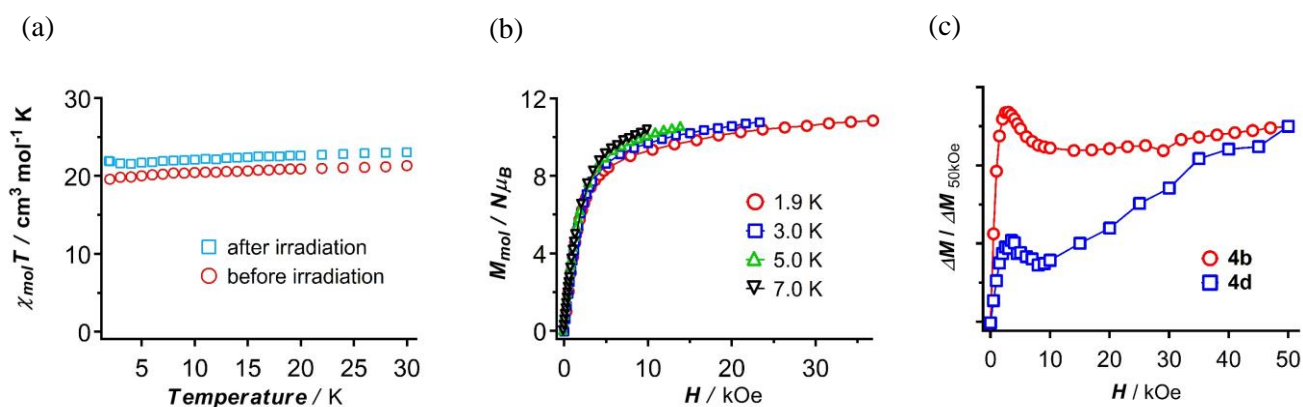 (a)
χmolT / cm³ mol⁻¹ K
30
20
10
0
after irradiation
before irradiation
5 10 15 20 25 30
Temperature / K
(b)
Mmol / NμB
12
8
4
0
1.9 K
3.0 K
5.0 K
7.0 K
0 10 20 30
H / kOe
(c)
ΔM / ΔM 50kOe
4b
4d
0 10 20 30 40 50
H / kOe